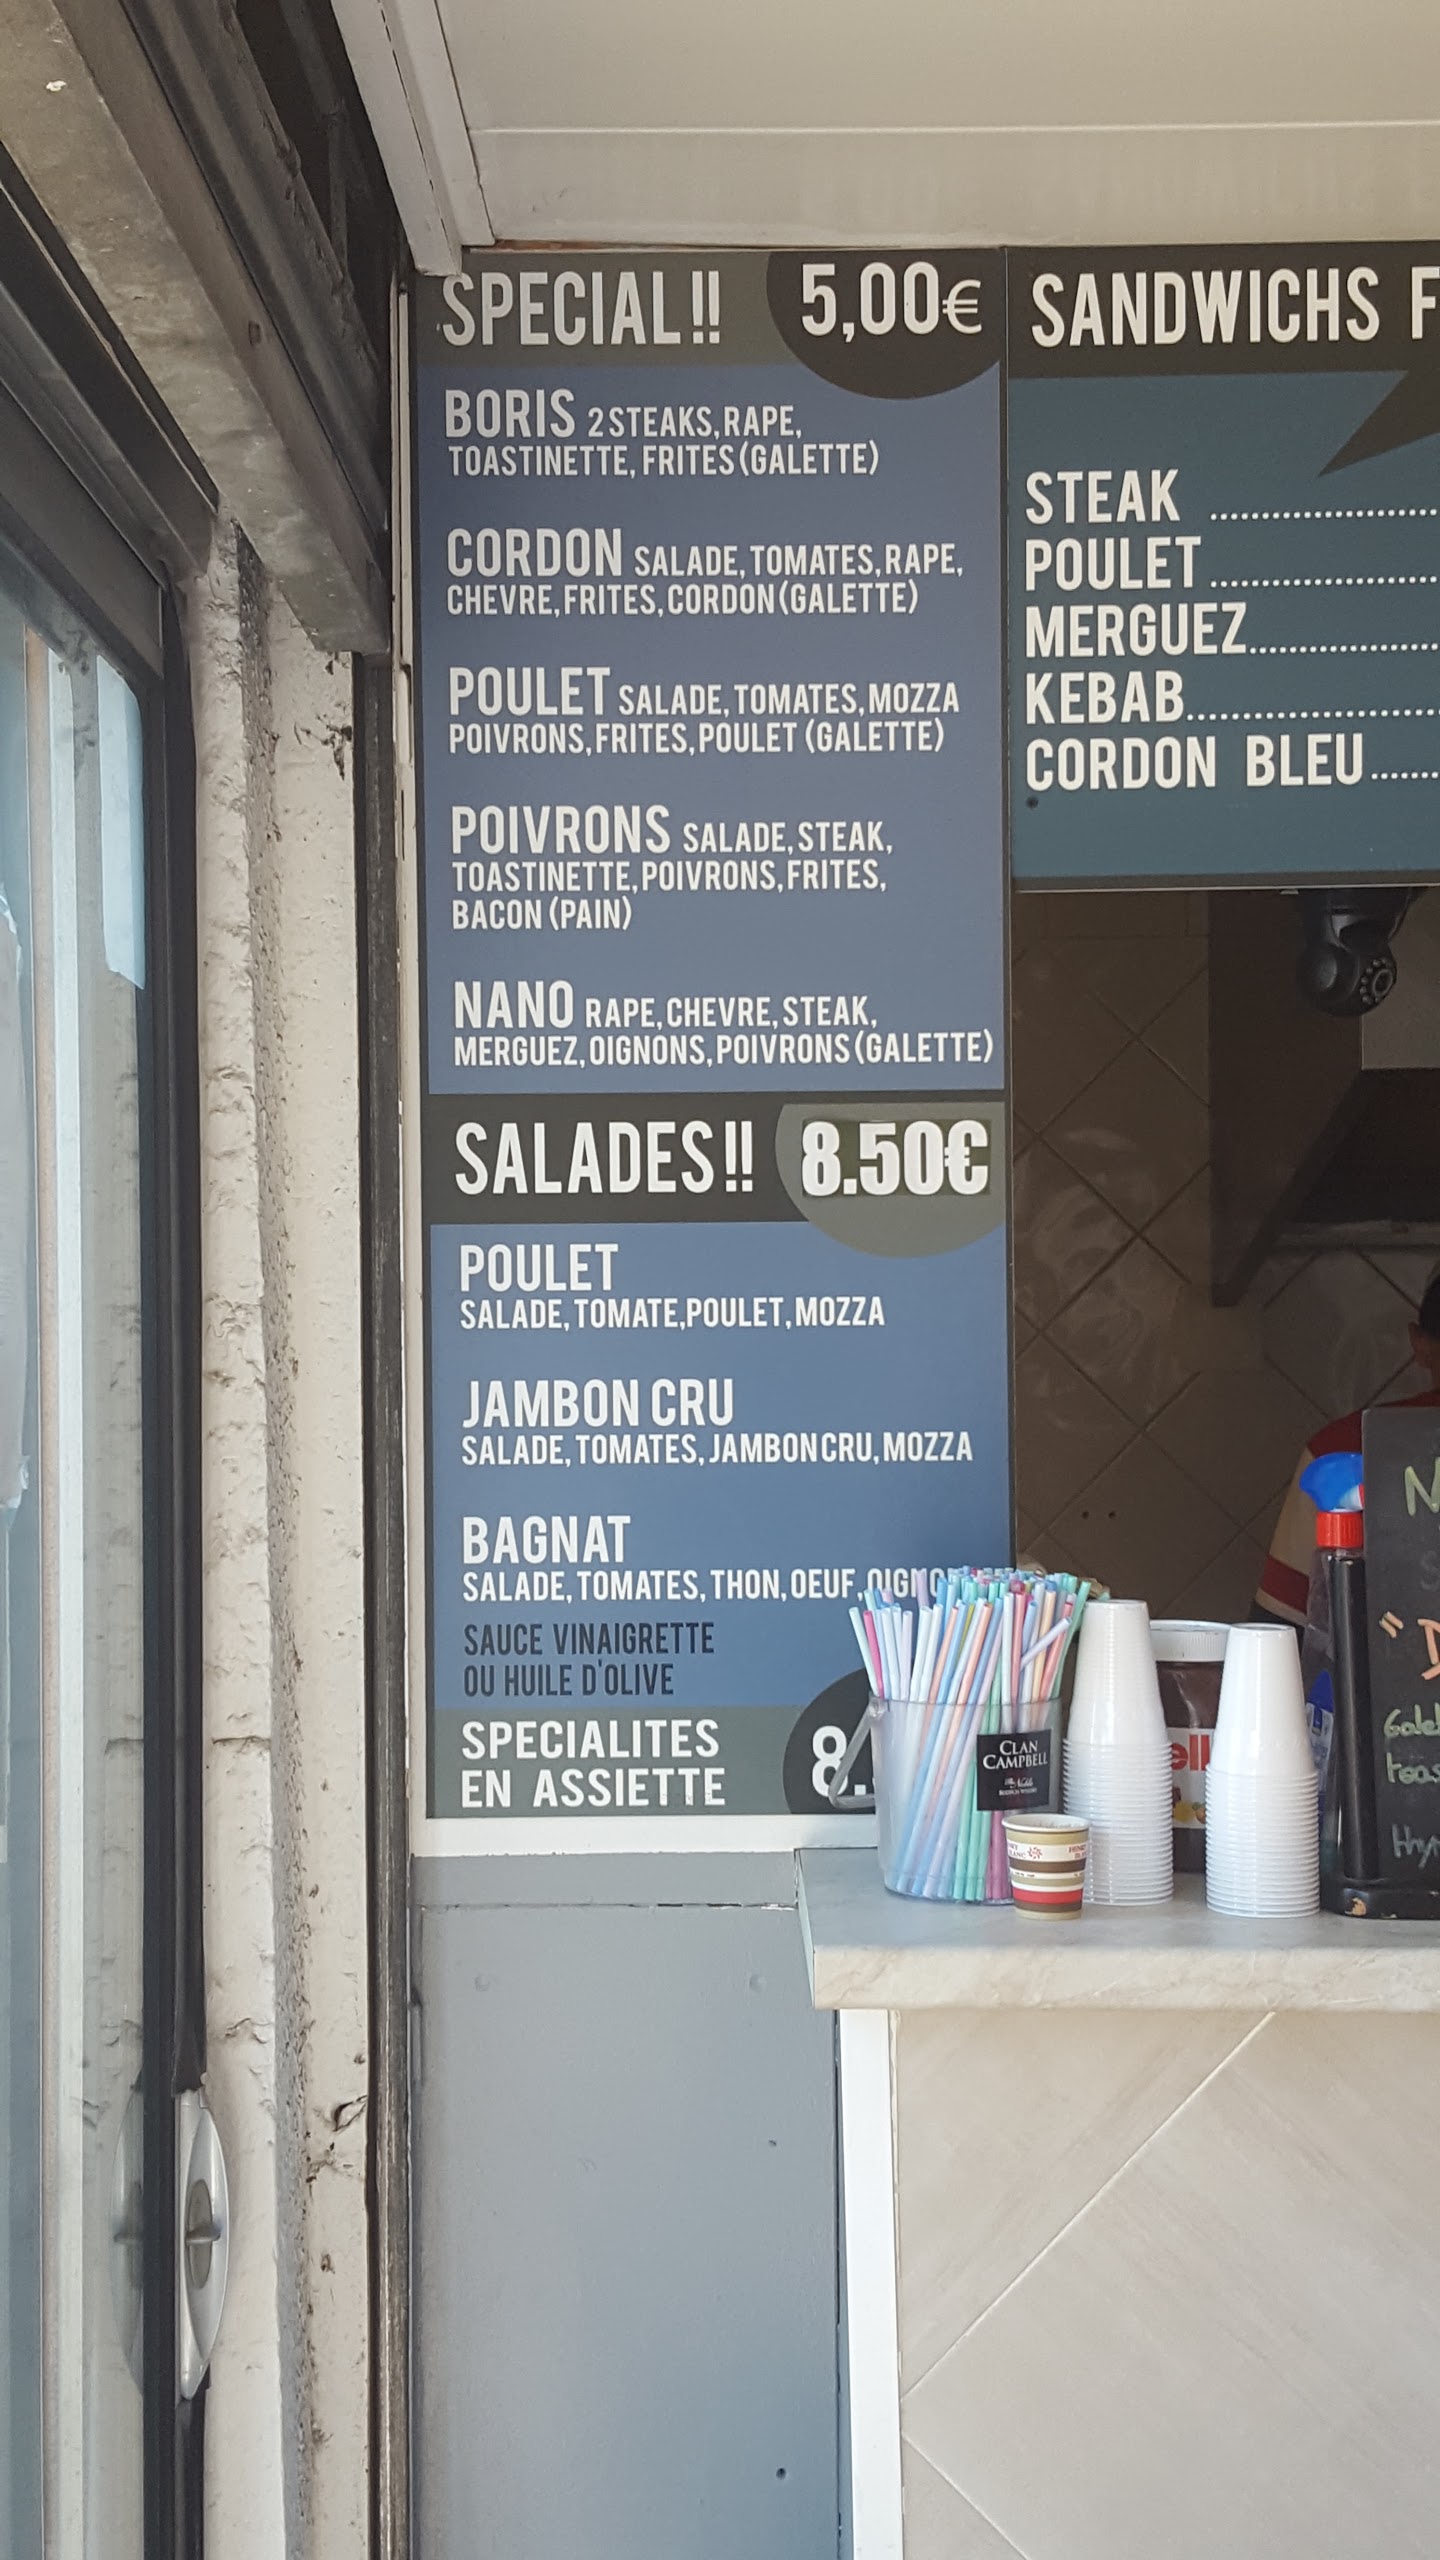 SPECIAL!! 5,00€
BORIS 2 STEAKS, RAPE,
TOASTINETTE, FRITES (GALETTE)
CORDON SALADE, TOMATES, RAPE,
CHEVRE, FRITES, CORDON (GALETTE)
POULET SALADE, TOMATES, MOZZA
POIVRONS, FRITES, POULET (GALETTE)
POIVRONS SALADE, STEAK,
TOASTINETTE, POIVRONS, FRITES,
BACON (PAIN)
NANO RAPE, CHEVRE, STEAK,
MERGUEZ, OIGNONS, POIVRONS (GALETTE)
SALADES!! 8.50€
POULET
SALADE, TOMATE, POULET, MOZZA
JAMBON CRU
SALADE, TOMATES, JAMBON CRU, MOZZA
BAGNAT
SALADE, TOMATES, THON, OEUF,
SAUCE VINAIGRETTE
OU HUILE D'OLIVE
SPECIALITES
EN ASSIETTE
SANDWICHS
STEAK
POULET
MERGUEZ
KEBAB
CORDON BLEU
CLAN
CAMPBELL